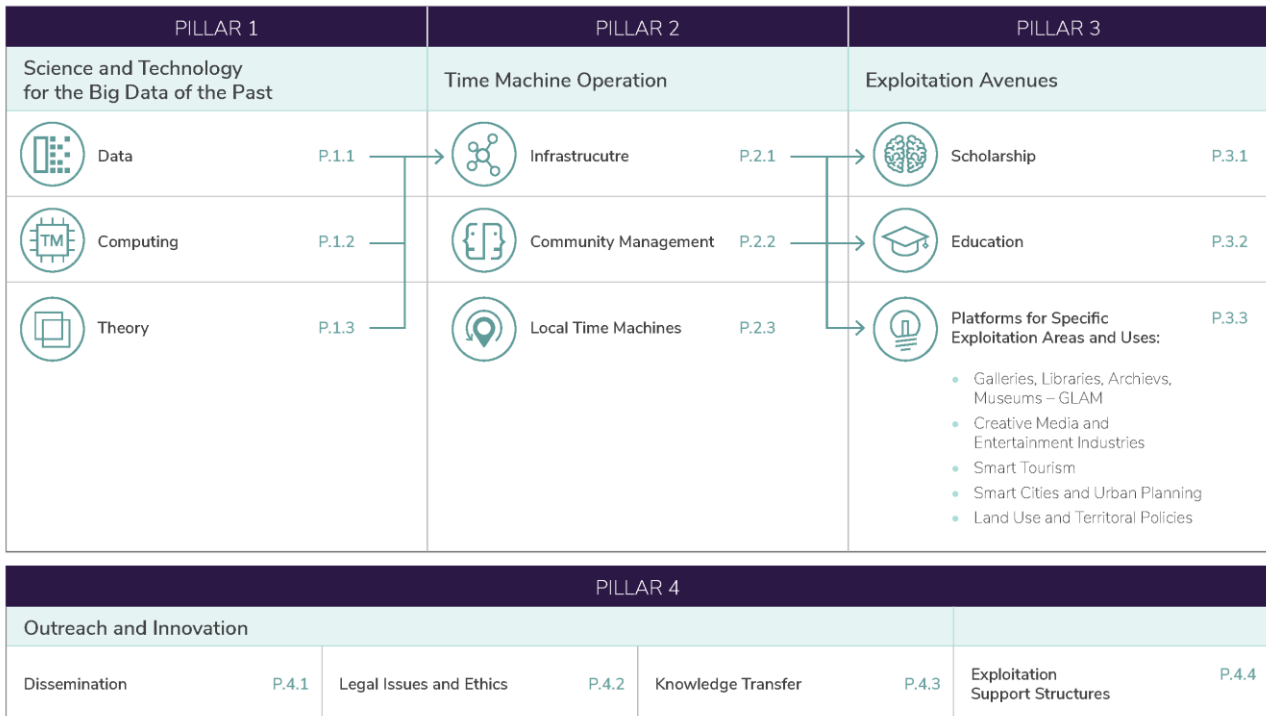 PILLAR 1
PILLAR 2
PILLAR 3
Science and Technology
for the Big Data of the Past
Time Machine Operation
Exploitation Avenues
Data P.1.1
Infrastrucutre P.2.1
Scholarship P.3.1
TM Computing P.1.2
Community Management P.2.2
Education P.3.2
Theory P.1.3
Local Time Machines P.2.3
Platforms for Specific P.3.3
Exploitation Areas and Uses:
• Galleries, Libraries, Archievs,
Museums – GLAM
• Creative Media and
Entertainment Industries
• Smart Tourism
• Smart Cities and Urban Planning
• Land Use and Territoral Policies
PILLAR 4
Outreach and Innovation
Dissemination P.4.1
Legal Issues and Ethics P.4.2
Knowledge Transfer P.4.3
Exploitation P.4.4
Support Structures